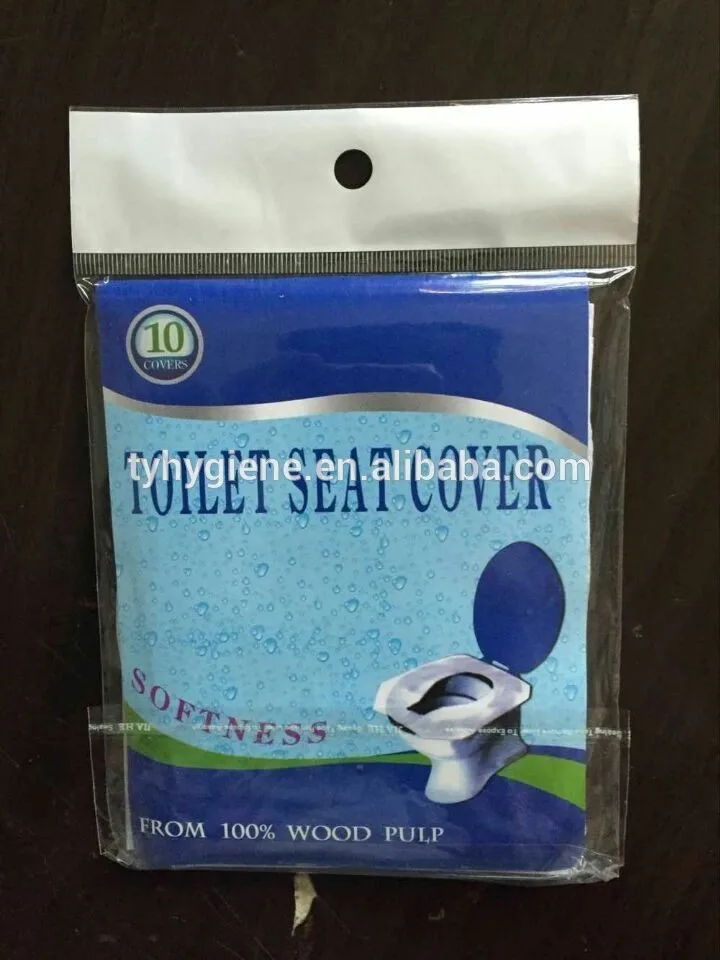 10
COVERS
TOILET SEAT COVER
tyhygiene.en.alibaba.com
SOFTNESS
FROM 100% WOOD PULP